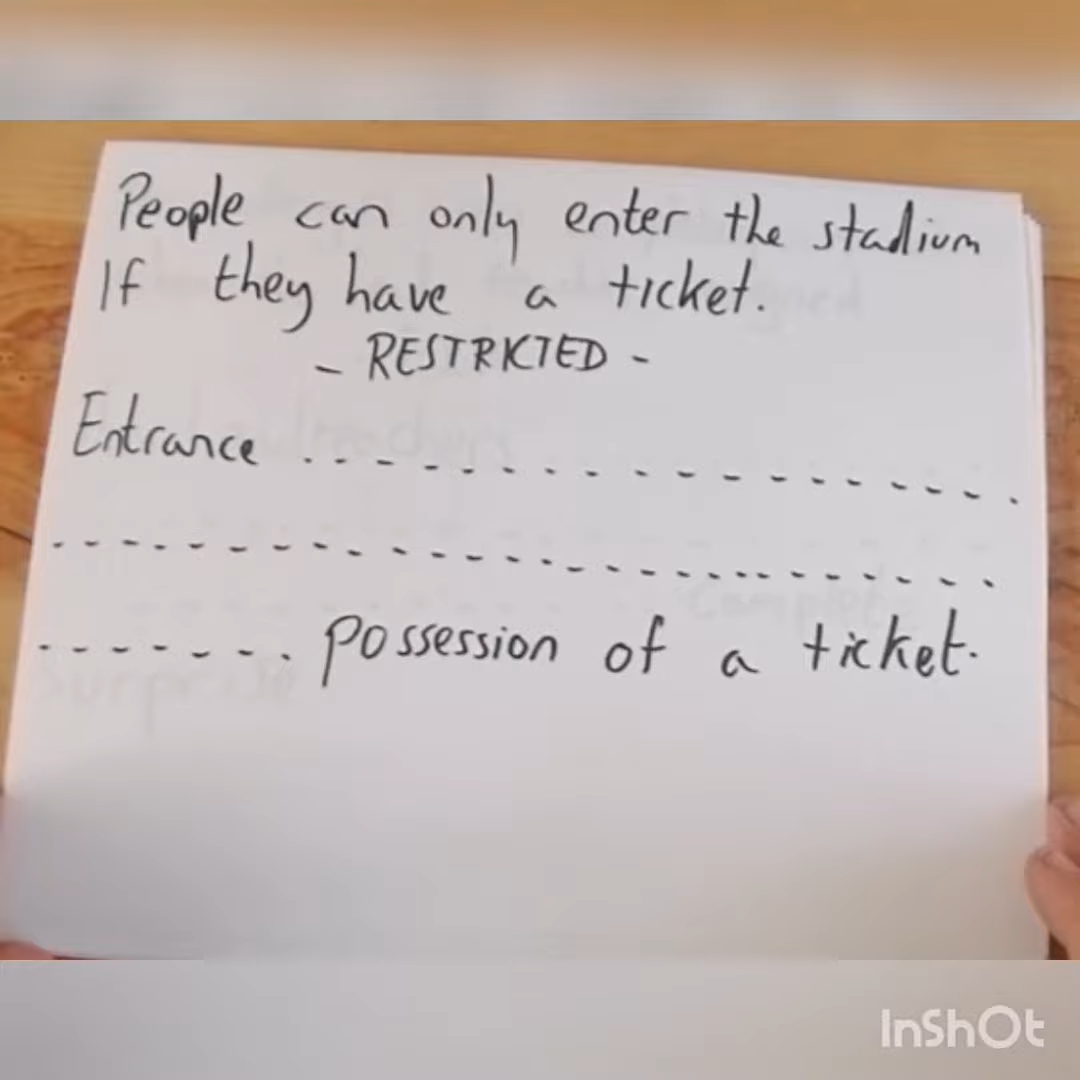 People can only enter the stadium
If they have a ticket.
- RESTRICTED -
Entrance ..................
..........................
....... possession of a ticket.
InShOt